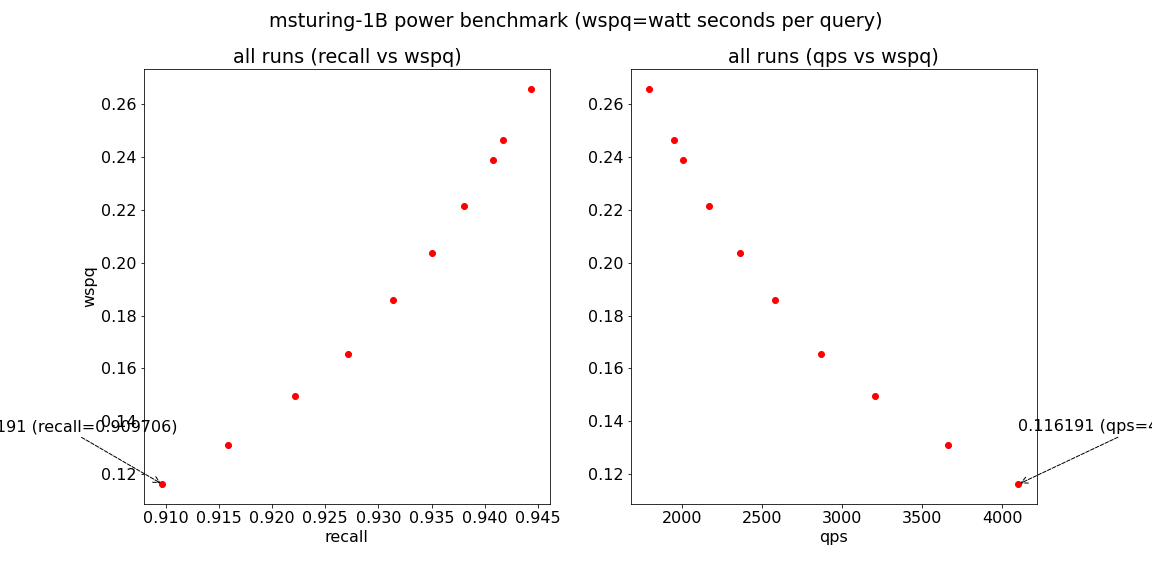 msturing-1B power benchmark (wspq=watt seconds per query)
all runs (recall vs wspq)
0.26
0.24
0.22
0.20
0.18
0.16
0.14
0.12
wspq
191 (recall=0.909706)
0.910 0.915 0.920 0.925 0.930 0.935 0.940 0.945
recall
all runs (qps vs wspq)
0.26
0.24
0.22
0.20
0.18
0.16
0.14
0.12
0.116191 (qps=4
2000 2500 3000 3500 4000
qps